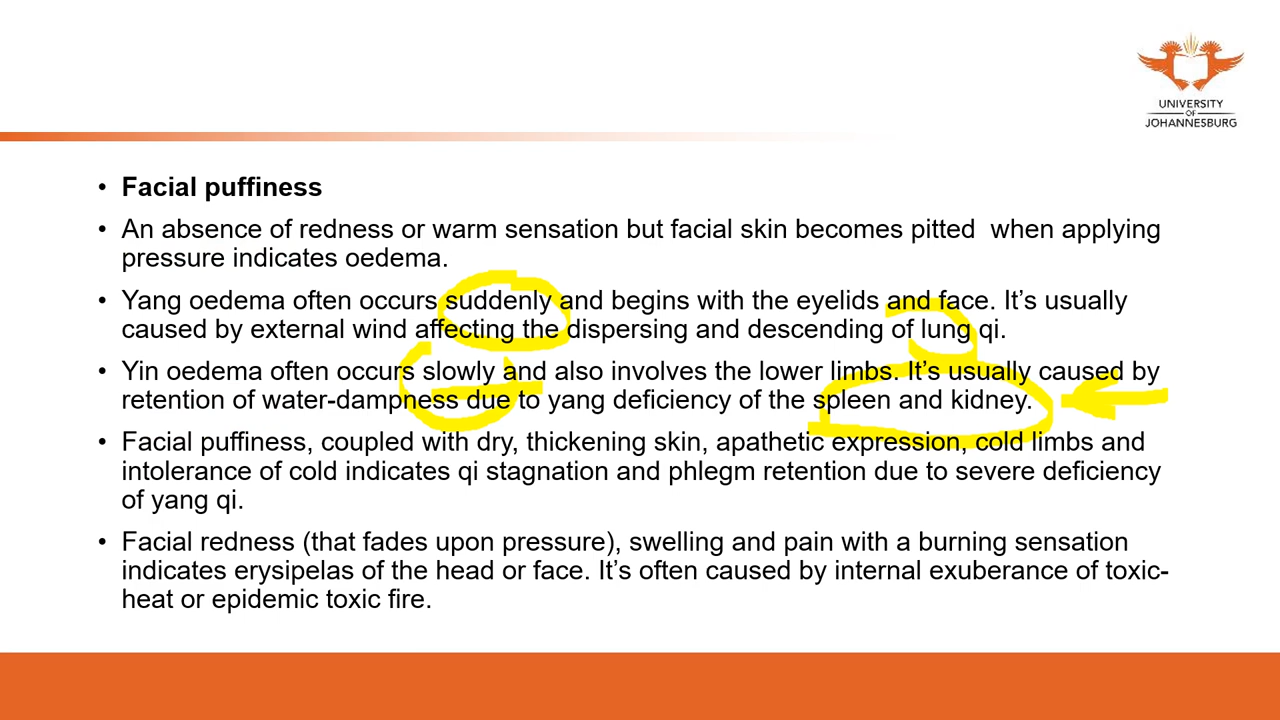 UNIVERSITY
OF
JOHANNESBURG
• Facial puffiness
• An absence of redness or warm sensation but facial skin becomes pitted  when applying
pressure indicates oedema.
• Yang oedema often occurs suddenly and begins with the eyelids and face. It’s usually
caused by external wind affecting the dispersing and descending of lung qi.
• Yin oedema often occurs slowly and also involves the lower limbs. It’s usually caused by
retention of water-dampness due to yang deficiency of the spleen and kidney.
• Facial puffiness, coupled with dry, thickening skin, apathetic expression, cold limbs and
intolerance of cold indicates qi stagnation and phlegm retention due to severe deficiency
of yang qi.
• Facial redness (that fades upon pressure), swelling and pain with a burning sensation
indicates erysipelas of the head or face. It’s often caused by internal exuberance of toxic-
heat or epidemic toxic fire.